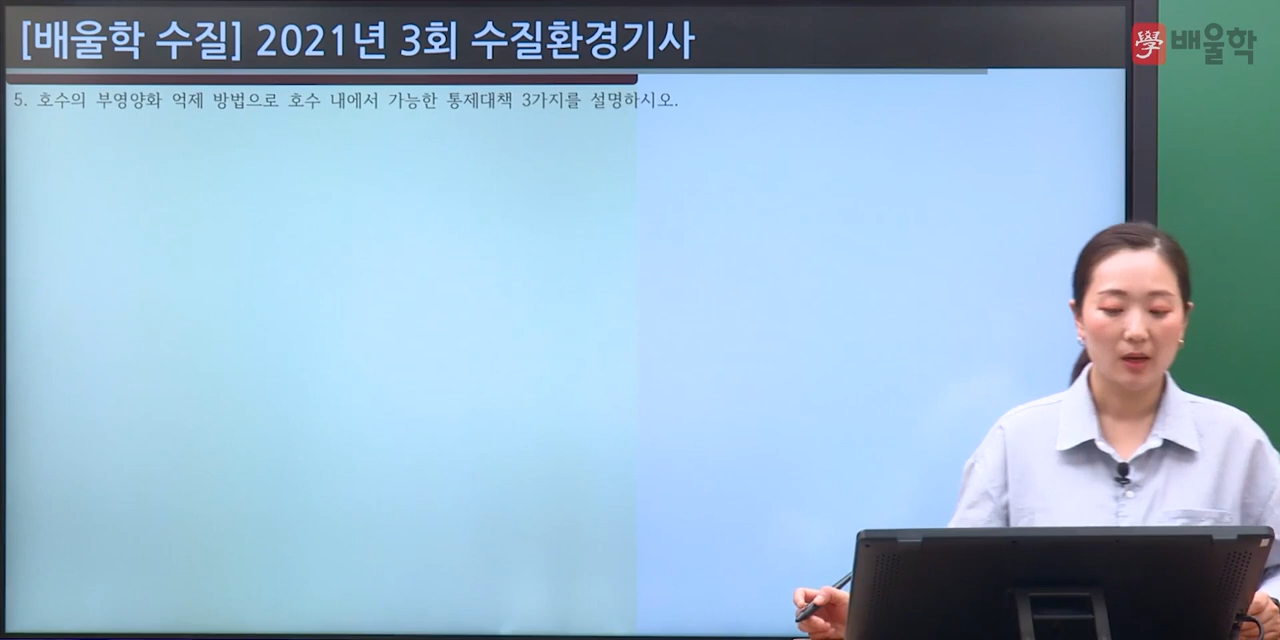 [배울학 수질] 2021년 3회 수질환경기사
學 배울학
5. 호수의 부영양화 억제 방법으로 호수 내에서 가능한 통제대책 3가지를 설명하시오.